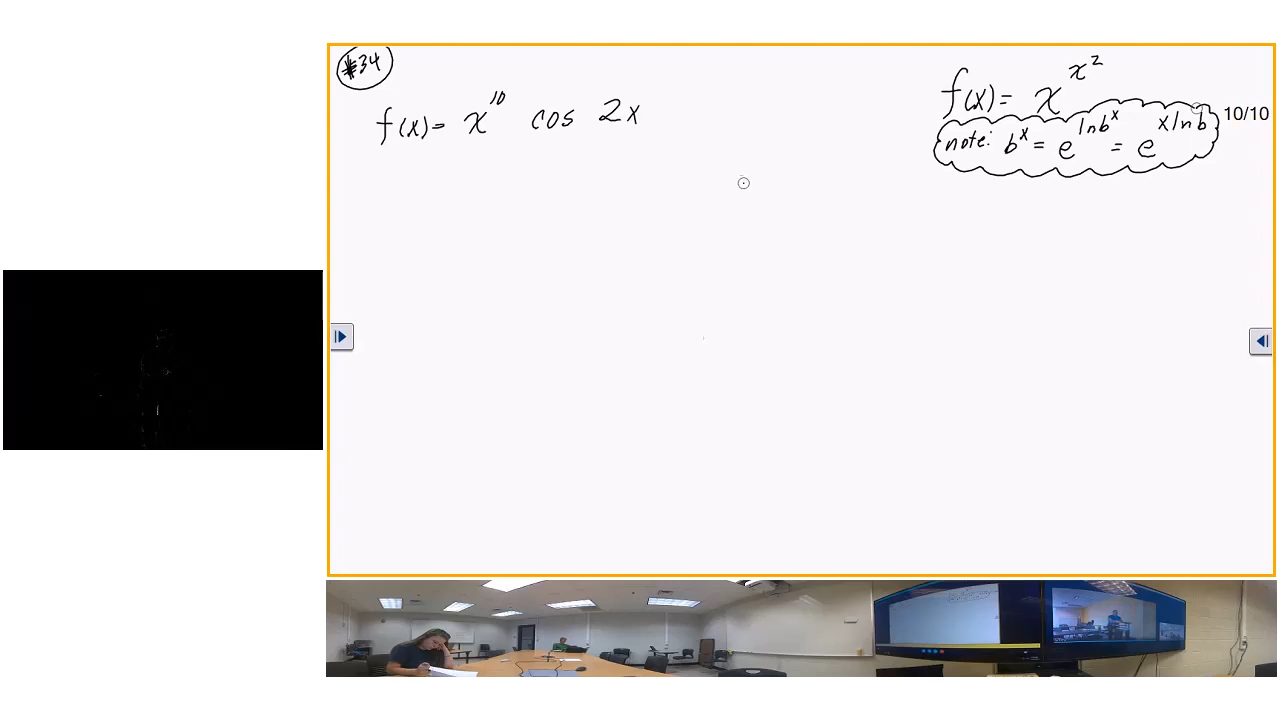 #34
f(x) = x^10 cos 2x
f(x) = x^x^2
note: b^x = e^ln b^x = e^x ln b
10/10